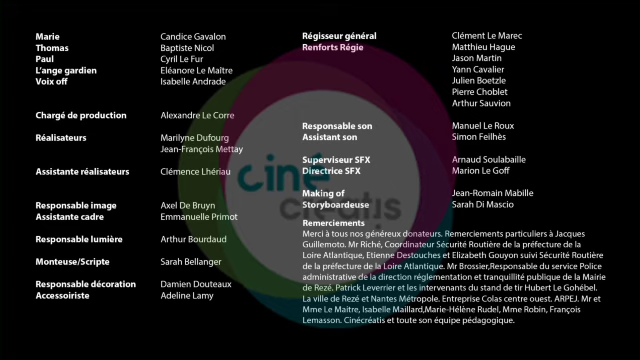 Marie Candice Gavalon
Thomas Baptiste Nicol
Paul Cyril Le Fur
L'ange gardien Eléanore Le Maître
Voix off Isabelle Andrade
Chargé de production Alexandre Le Corre
Réalisateurs Marilyne Dufourg
Jean-François Mettay
Assistante réalisateurs Clémence Lhériau
Responsable image Axel De Bruyn
Assistante cadre Emmanuelle Primot
Responsable lumière Arthur Bourdaud
Monteuse/Scripte Sarah Bellanger
Responsable décoration Damien Douteaux
Accessoiriste Adeline Lamy
Régisseur général Clément Le Marec
Renforts Régie Matthieu Hague
Jason Martin
Yann Cavalier
Julien Boetzle
Pierre Choblet
Arthur Sauvion
Responsable son Manuel Le Roux
Assistant son Simon Feilhès
Superviseur SFX Arnaud Soulabaille
Directrice SFX Marion Le Goff
Making of Jean-Romain Mabille
Storyboardeuse Sarah Di Mascio
Remerciements
Merci à tous nos généreux donateurs. Remerciements particuliers à Jacques
Guillemoto. Mr Riché, Coordinateur Sécurité Routière de la préfecture de la
Loire Atlantique, Etienne Destouches et Elizabeth Gouyon suivi Sécurité Routière
de la préfecture de la Loire Atlantique. Mr Brossier,Responsable du service Police
administrative de la direction réglementation et tranquillité publique de la Mairie
de Rezé. Patrick Leverrier et les intervenants du stand de tir Hubert Le Gohébel.
La ville de Rezé et Nantes Métropole. Entreprise Colas centre ouest. ARPEJ. Mr et
Mme Le Maitre, Isabelle Maillard,Marie-Hélène Rudel, Mme Robin, François
Lemasson. Cinécréatis et toute son équipe pédagogique.
ciné
creatis